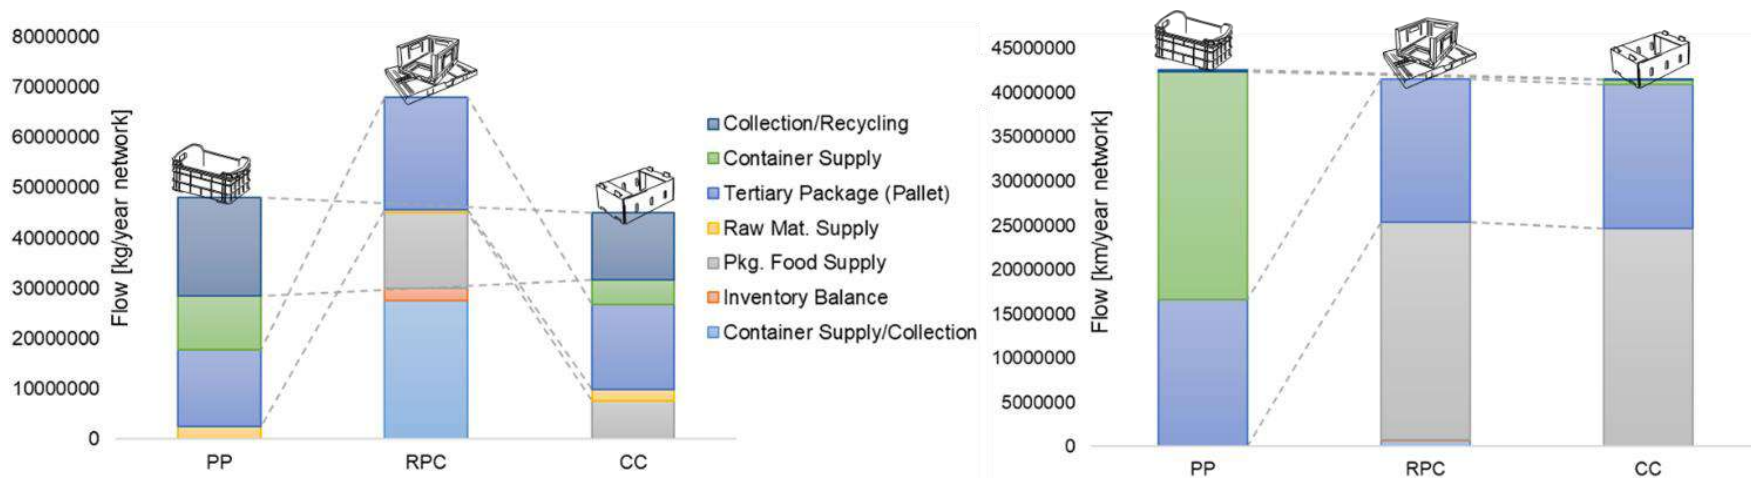 80000000
70000000
60000000
50000000
40000000
30000000
20000000
10000000
0
Flow [kg/year network]
PP
RPC
CC
Collection/Recycling
Container Supply
Tertiary Package (Pallet)
Raw Mat. Supply
Pkg. Food Supply
Inventory Balance
Container Supply/Collection
45000000
40000000
35000000
30000000
25000000
20000000
15000000
10000000
5000000
0
Flow [km/year network]
PP
RPC
CC